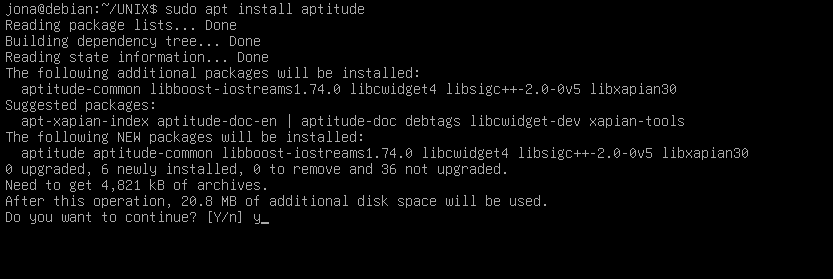 jona@debian:~/UNIX$ sudo apt install aptitude
Reading package lists... Done
Building dependency tree... Done
Reading state information... Done
The following additional packages will be installed:
  aptitude-common libboost-iostreams1.74.0 libcwidget4 libsigc++-2.0-0v5 libxapian30
Suggested packages:
  apt-xapian-index aptitude-doc-en | aptitude-doc debtags libcwidget-dev xapian-tools
The following NEW packages will be installed:
  aptitude aptitude-common libboost-iostreams1.74.0 libcwidget4 libsigc++-2.0-0v5 libxapian30
0 upgraded, 6 newly installed, 0 to remove and 36 not upgraded.
Need to get 4,821 kB of archives.
After this operation, 20.8 MB of additional disk space will be used.
Do you want to continue? [Y/n] y_